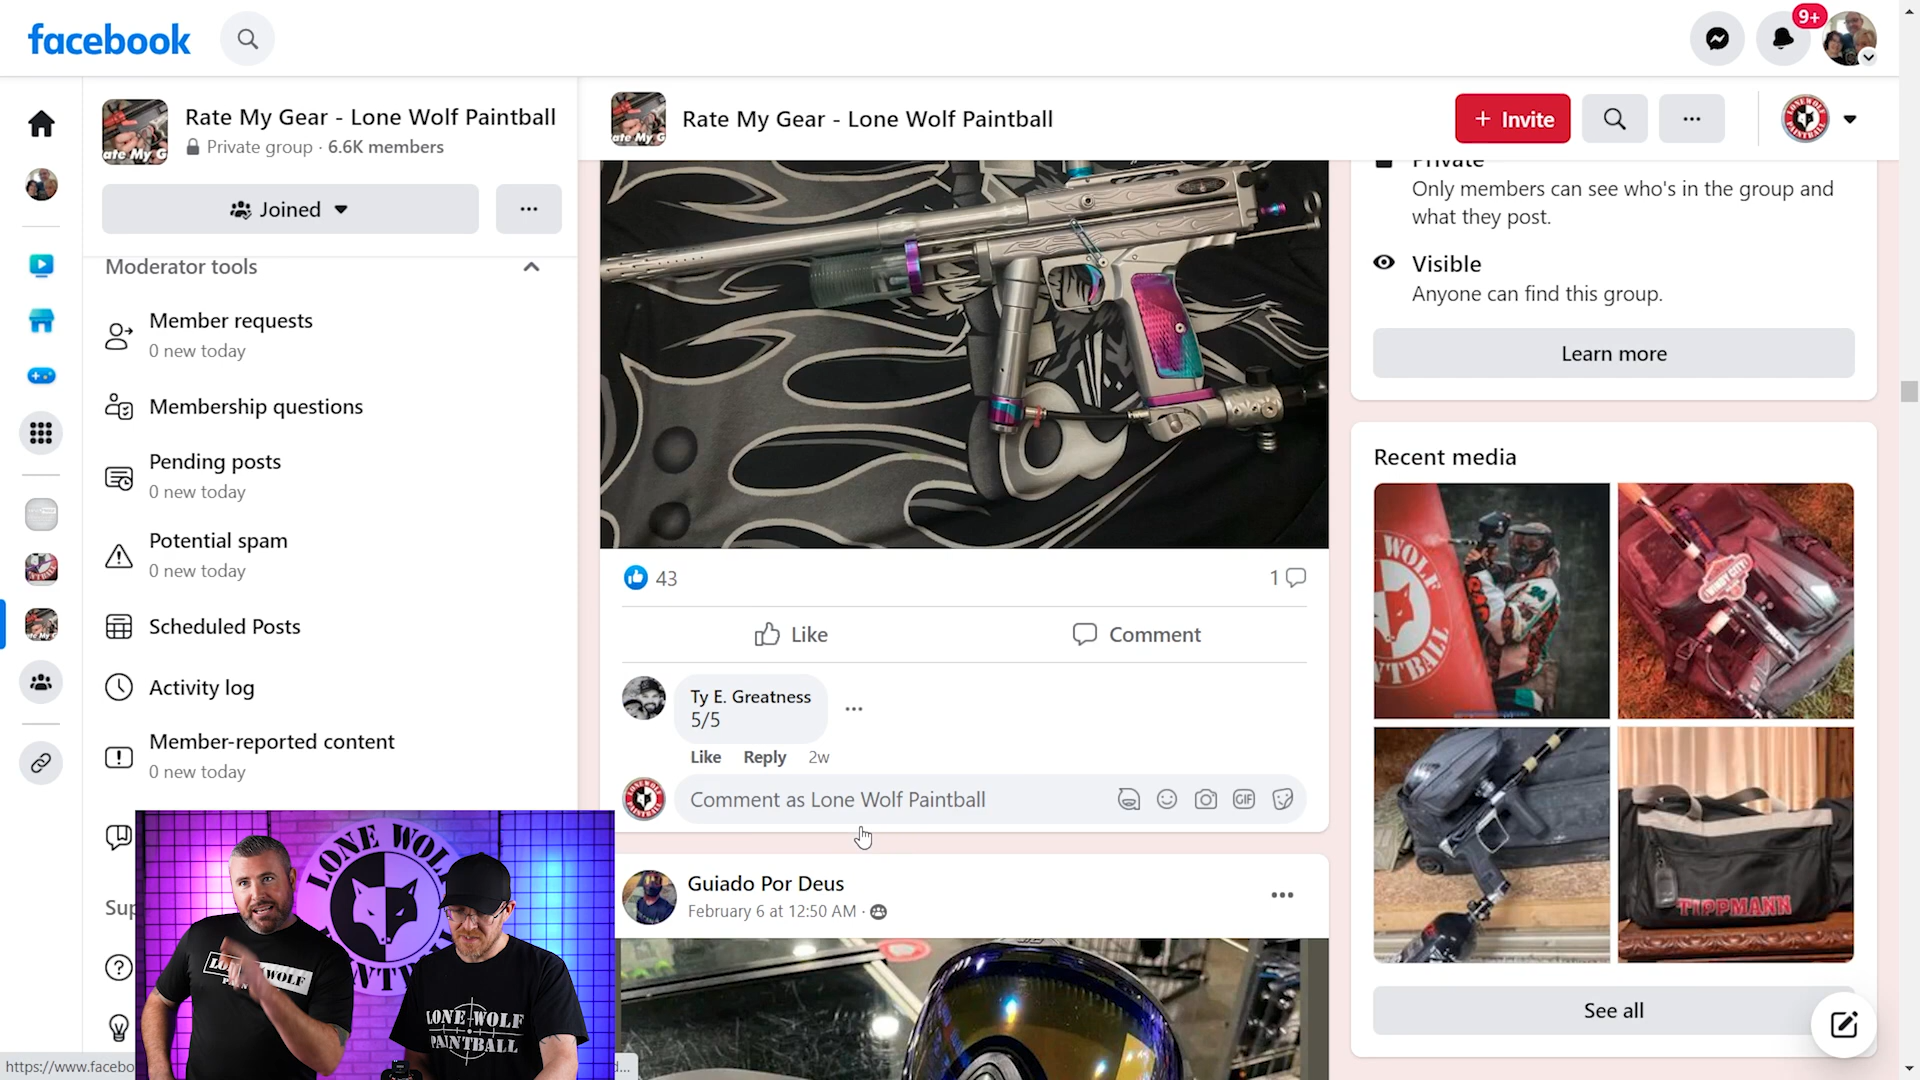 facebook
9+
Rate My Gear - Lone Wolf Paintball
Private group · 6.6K members
Joined
Moderator tools
Member requests
0 new today
Membership questions
Pending posts
0 new today
Potential spam
0 new today
Scheduled Posts
Activity log
Member-reported content
0 new today
Rate My Gear - Lone Wolf Paintball
+ Invite
43
1
Like
Comment
Ty E. Greatness
5/5
Like Reply 2w
Comment as Lone Wolf Paintball
GIF
Guiado Por Deus
February 6 at 12:50 AM ·
Private
Only members can see who's in the group and
what they post.
Visible
Anyone can find this group.
Learn more
Recent media
TIPPMANN
See all
LONE WOLF
LONE WOLF
PAINTBALL
https://www.facebo